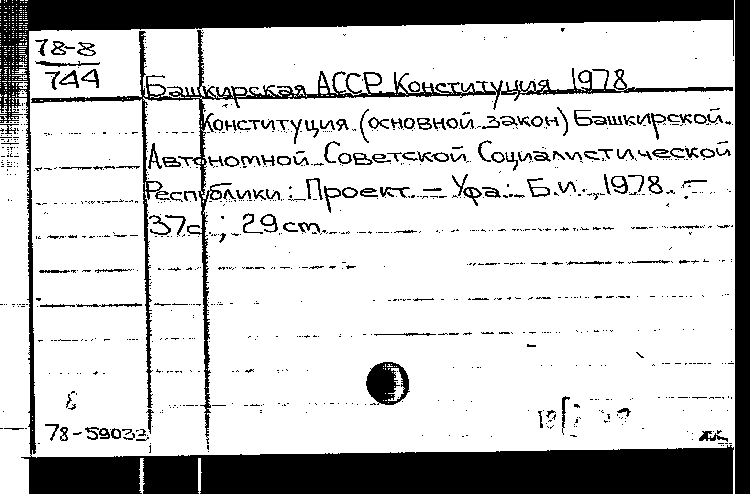 78-8
744
Башкирская АССР. Конституция. 1978
Конституция (основной закон) Башкирской
Автономной Советской Социалистической
Республики: Проект. – Уфа: Б.и., 1978. –
37с.; 29 cm.
78-59033